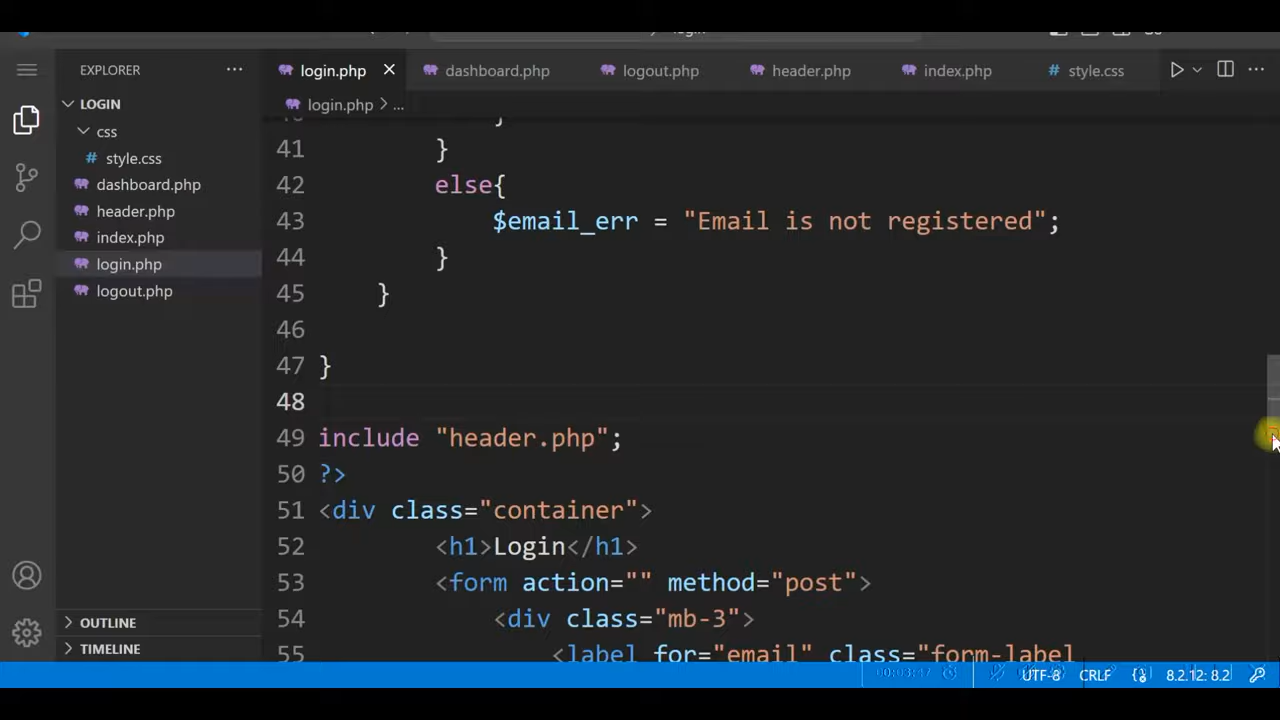 login
EXPLORER
LOGIN
css
style.css
dashboard.php
header.php
index.php
login.php
logout.php
OUTLINE
TIMELINE
login.php
dashboard.php
logout.php
header.php
index.php
style.css
login.php > ...
41 }
42 else{
43 $email_err = "Email is not registered";
44 }
45 }
46
47 }
48
49 include "header.php";
50 ?>
51 <div class="container">
52 <h1>Login</h1>
53 <form action="" method="post">
54 <div class="mb-3">
55 <label for="email" class="form-label
00:03:17
UTF-8
CRLF
8.2.12: 8.2